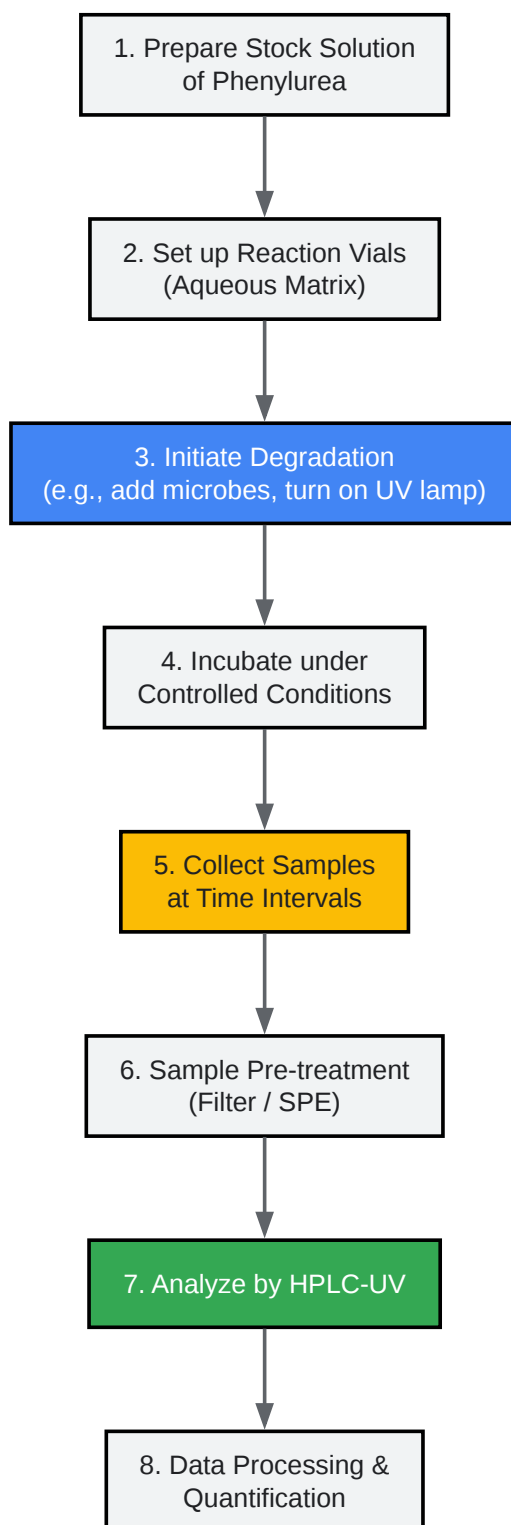 1. Prepare Stock Solution
of Phenylurea
2. Set up Reaction Vials
(Aqueous Matrix)
3. Initiate Degradation
(e.g., add microbes, turn on UV lamp)
4. Incubate under
Controlled Conditions
5. Collect Samples
at Time Intervals
6. Sample Pre-treatment
(Filter / SPE)
7. Analyze by HPLC-UV
8. Data Processing &
Quantification